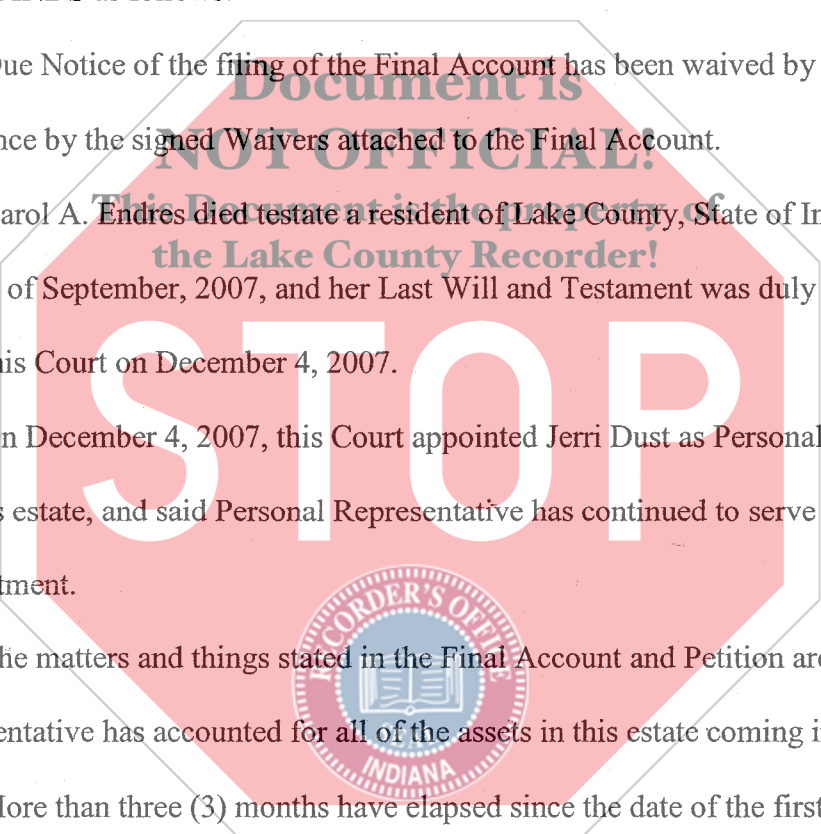 as follows:
ue Notice of the filing of the Final Account has been waived by
Document is
nce by the signed Waivers attached to the Final Account.
NOT OFFICIAL!
arol A. Endres died testate a resident of Lake County, State of In
This Document is the property of
the Lake County Recorder!
of September, 2007, and her Last Will and Testament was duly
his Court on December 4, 2007.
STOP
n December 4, 2007, this Court appointed Jerri Dust as Personal
s estate, and said Personal Representative has continued to serve
tment.
RECORDER'S OFFICE
he matters and things stated in the Final Account and Petition are
entative has accounted for all of the assets in this estate coming i
INDIANA
More than three (3) months have elapsed since the date of the first